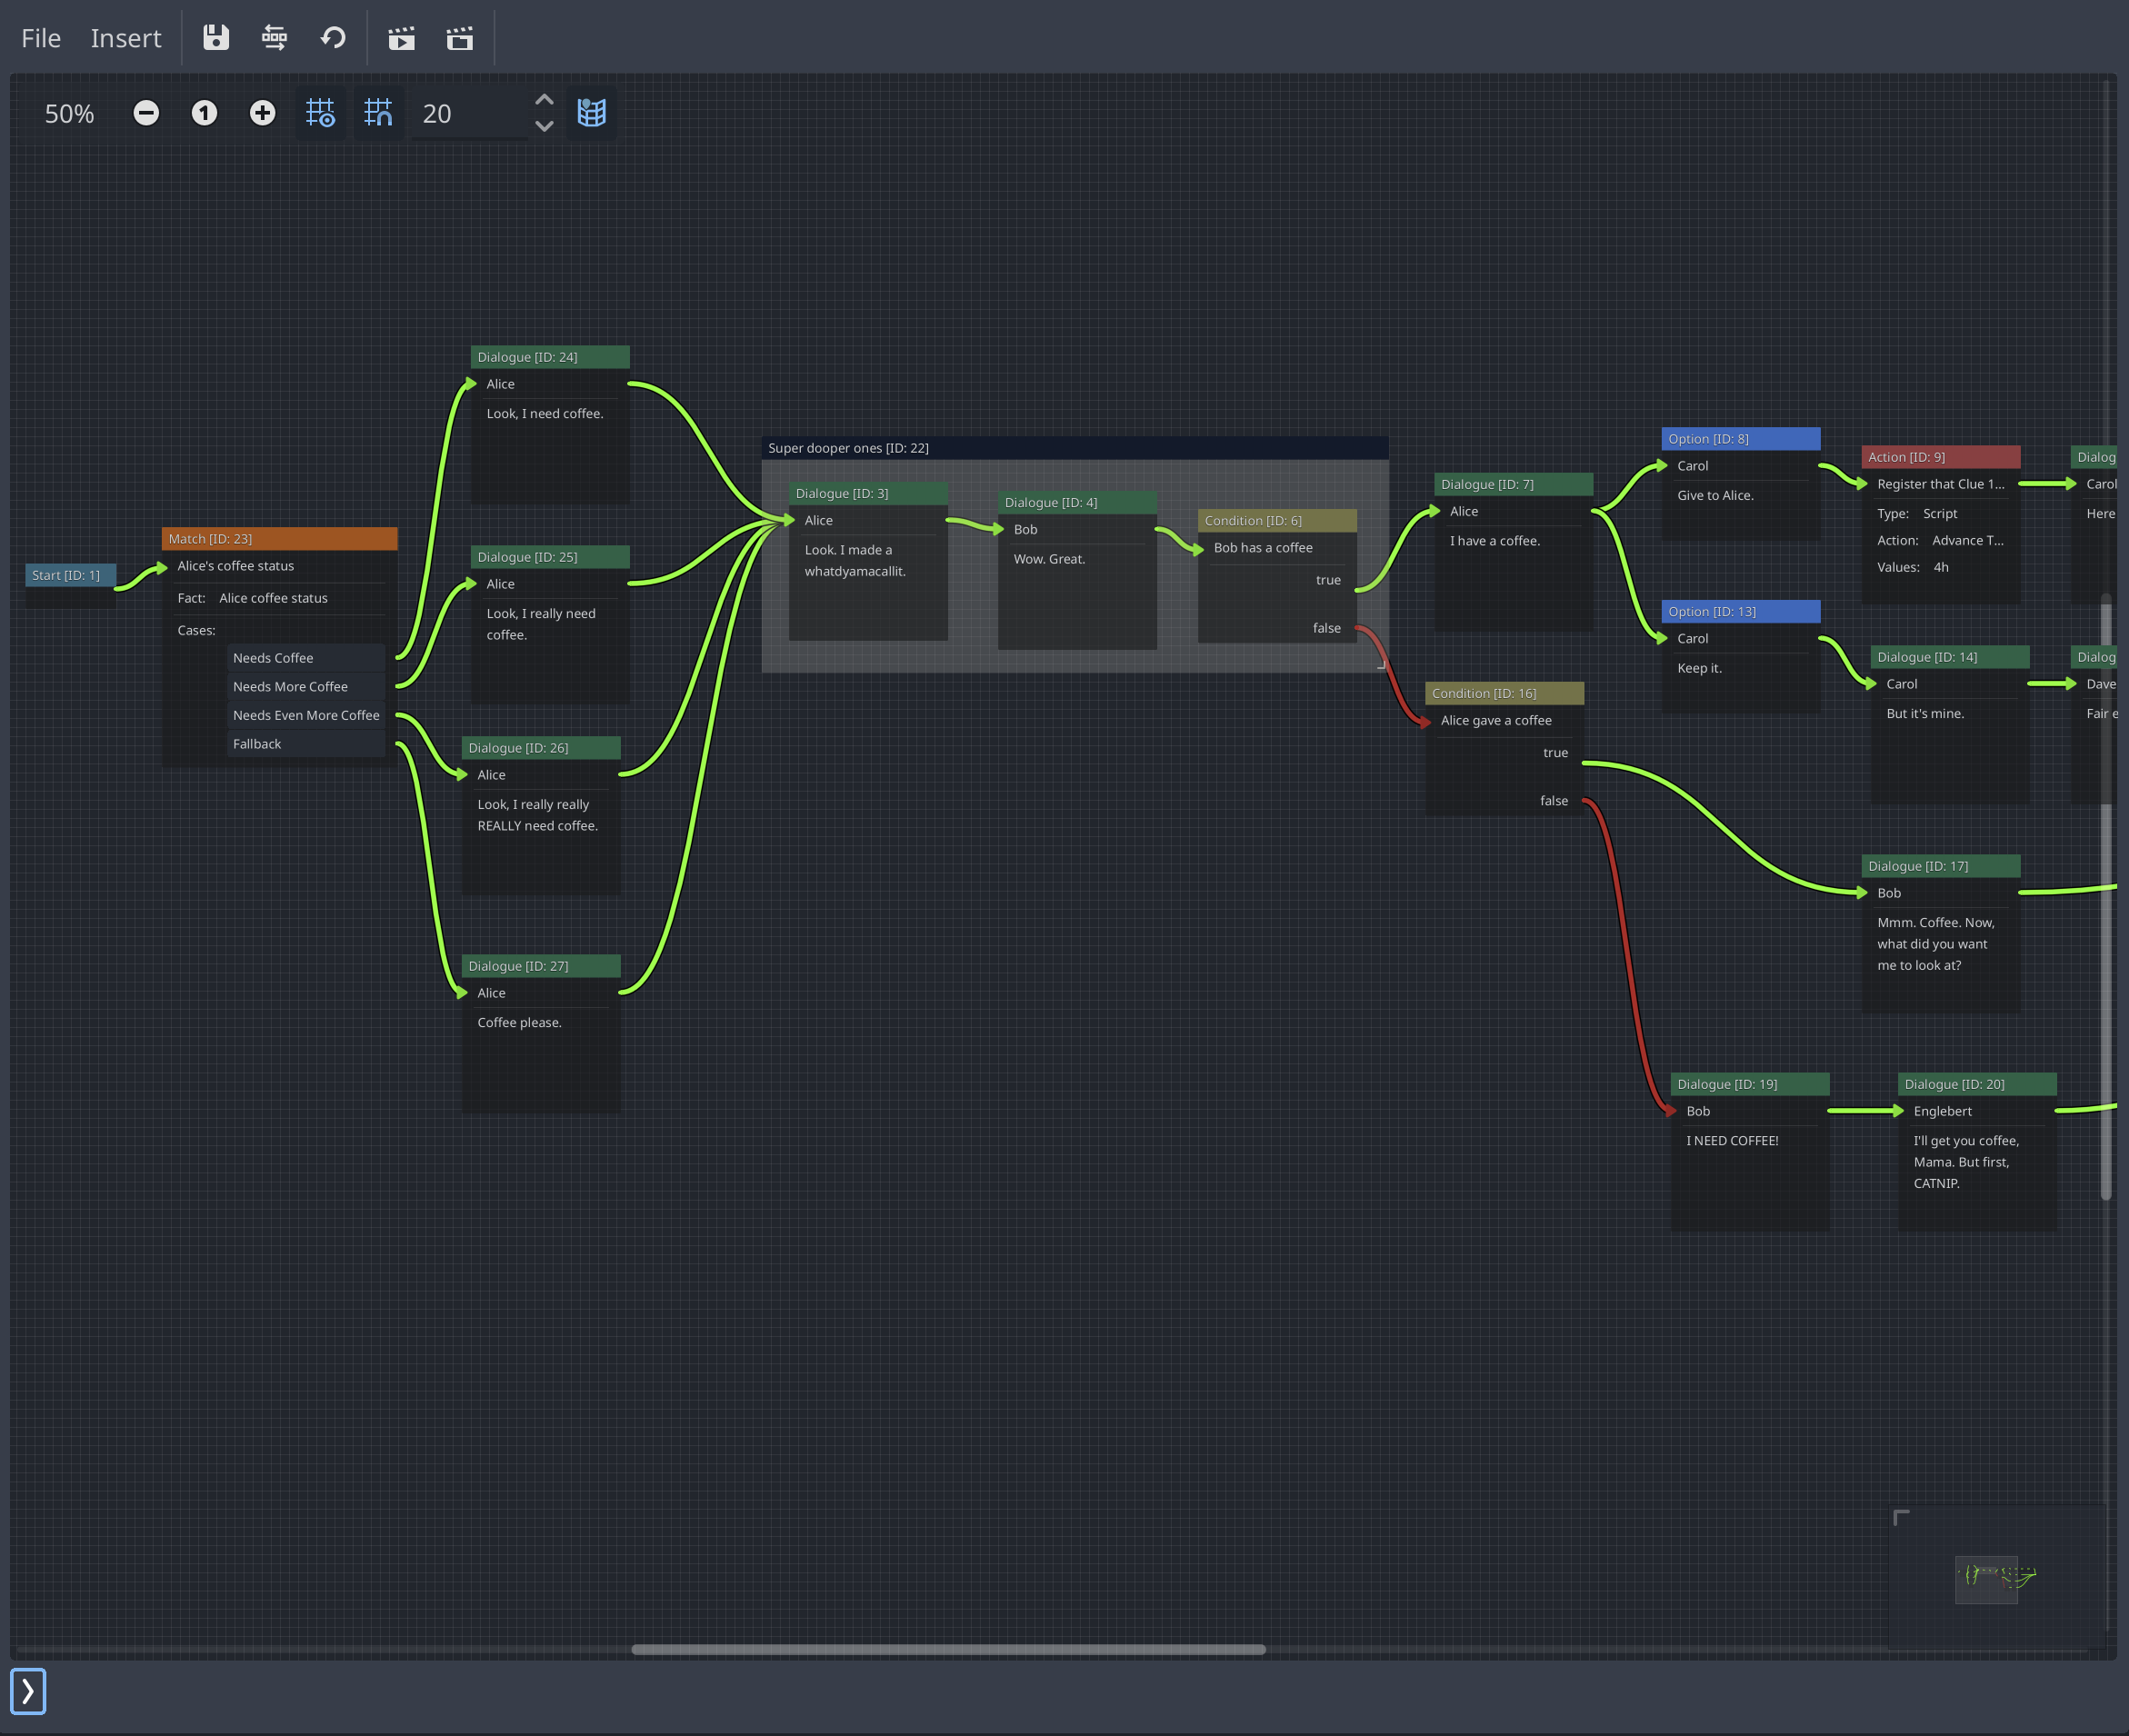 File Insert
50% 1 20
Start [ID: 1]
Match [ID: 23]
Alice's coffee status
Fact: Alice coffee status
Cases:
Needs Coffee
Needs More Coffee
Needs Even More Coffee
Fallback
Dialogue [ID: 24]
Alice
Look, I need coffee.
Dialogue [ID: 25]
Alice
Look, I really need
coffee.
Dialogue [ID: 26]
Alice
Look, I really really
REALLY need coffee.
Dialogue [ID: 27]
Alice
Coffee please.
Super dooper ones [ID: 22]
Dialogue [ID: 3]
Alice
Look. I made a
whatdyamacallit.
Dialogue [ID: 4]
Bob
Wow. Great.
Condition [ID: 6]
Bob has a coffee
true
false
Dialogue [ID: 7]
Alice
I have a coffee.
Condition [ID: 16]
Alice gave a coffee
true
false
Option [ID: 8]
Carol
Give to Alice.
Option [ID: 13]
Carol
Keep it.
Action [ID: 9]
Register that Clue 1...
Type: Script
Action: Advance T...
Values: 4h
Dialog
Carol
Here
Dialogue [ID: 14]
Carol
But it's mine.
Dialog
Dave
Fair e
Dialogue [ID: 17]
Bob
Mmm. Coffee. Now,
what did you want
me to look at?
Dialogue [ID: 19]
Bob
I NEED COFFEE!
Dialogue [ID: 20]
Englebert
I'll get you coffee,
Mama. But first,
CATNIP.